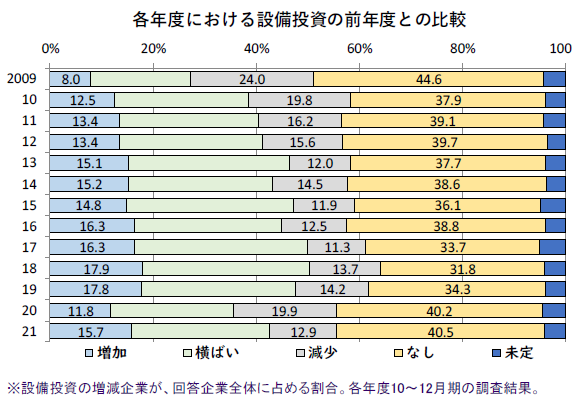 各年度における設備投資の前年度との比較
0% 20% 40% 60% 80% 100
2009 8.0 24.0 44.6
10 12.5 19.8 37.9
11 13.4 16.2 39.1
12 13.4 15.6 39.7
13 15.1 12.0 37.7
14 15.2 14.5 38.6
15 14.8 11.9 36.1
16 16.3 12.5 38.8
17 16.3 11.3 33.7
18 17.9 13.7 31.8
19 17.8 14.2 34.3
20 11.8 19.9 40.2
21 15.7 12.9 40.5
増加 横ばい 減少 なし 未定
※設備投資の増減企業が、回答企業全体に占める割合。各年度10～12月期の調査結果。